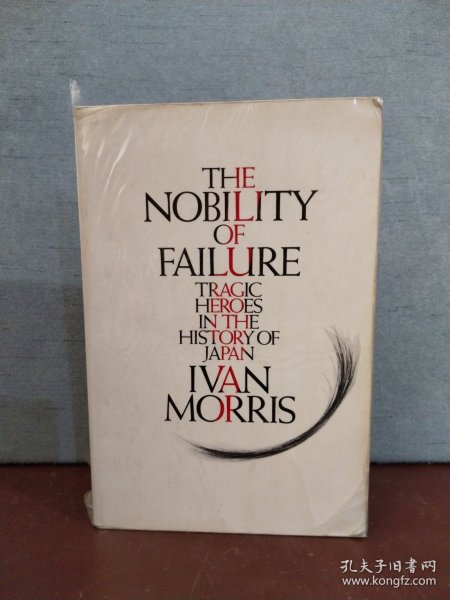 THE
NOBILITY
OF
FAILURE
TRAGIC
HEROES
IN THE
HISTORY OF
JAPAN
IVAN
MORRIS
孔夫子旧书网
www.kongfz.com